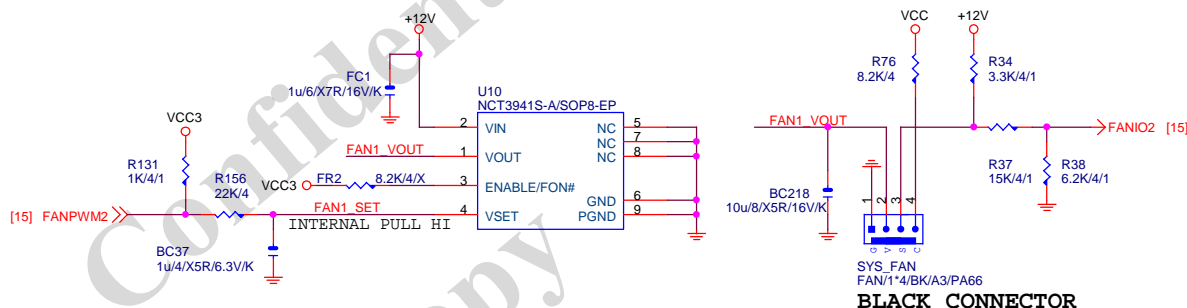 +12V
FC1
1u/6/X7R/16V/K
U10
NCT3941S-A/SOP8-EP
2 VIN NC 5
NC 7
FAN1_VOUT 1 VOUT NC 8
VCC3 FR2 8.2K/4/X 3 ENABLE/FON#
GND 6
FAN1_SET 4 VSET PGND 9
INTERNAL PULL HI
VCC3
R131
1K/4/1
R156
22K/4
[15] FANPWM2
BC37
1u/4/X5R/6.3V/K
VCC +12V
R76
8.2K/4
R34
3.3K/4/1
FAN1_VOUT
FANIO2 [15]
R37
15K/4/1
R38
6.2K/4/1
BC218
10u/8/X5R/16V/K
1 2 3 4
G V S C
SYS_FAN
FAN/1*4/BK/A3/PA66
BLACK CONNECTOR
Confident
opy